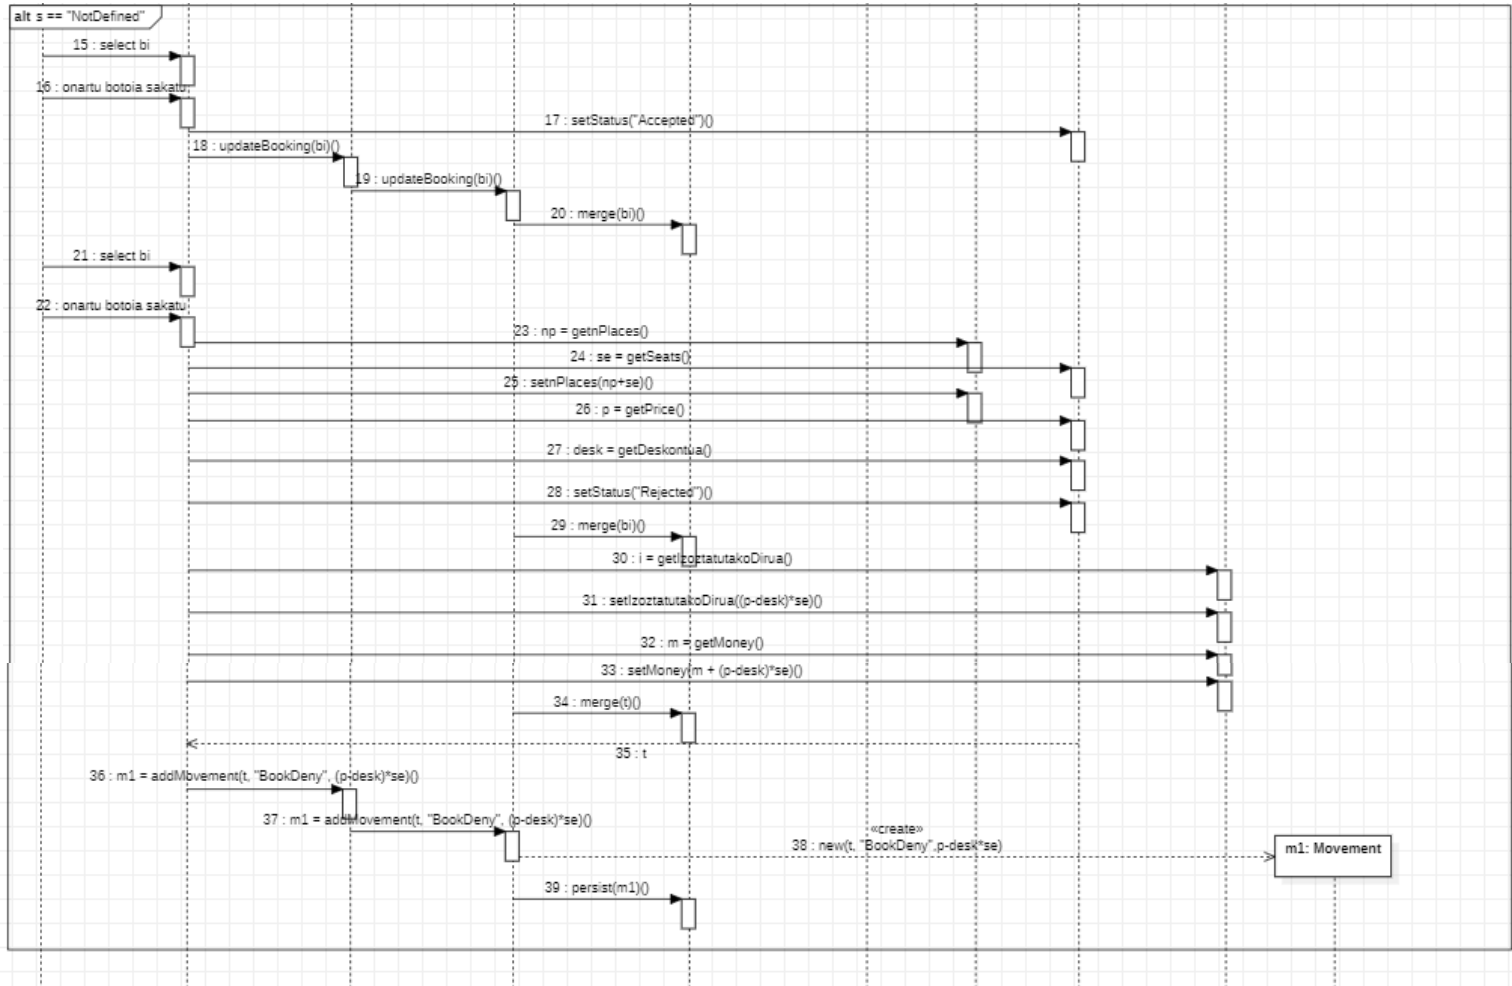 alt s == "NotDefined"
15 : select bi
16 : onartu botoia sakatu
17 : setStatus("Accepted")()
18 : updateBooking(bi)()
19 : updateBooking(bi)()
20 : merge(bi)()
21 : select bi
22 : onartu botoia sakatu
23 : np = getnPlaces()
24 : se = getSeats()
25 : setnPlaces(np+se)()
26 : p = getPrice()
27 : desk = getDeskontua()
28 : setStatus("Rejected")()
29 : merge(bi)()
30 : i = getIzoztatutakoDirua()
31 : setIzoztatutakoDirua((p-desk)*se)()
32 : m = getMoney()
33 : setMoney(m + (p-desk)*se)()
34 : merge(t)()
35 : t
36 : m1 = addMovement(t, "BookDeny", (p-desk)*se)()
37 : m1 = addMovement(t, "BookDeny", (p-desk)*se)()
«create»
38 : new(t, "BookDeny",p-desk*se)
m1: Movement
39 : persist(m1)()